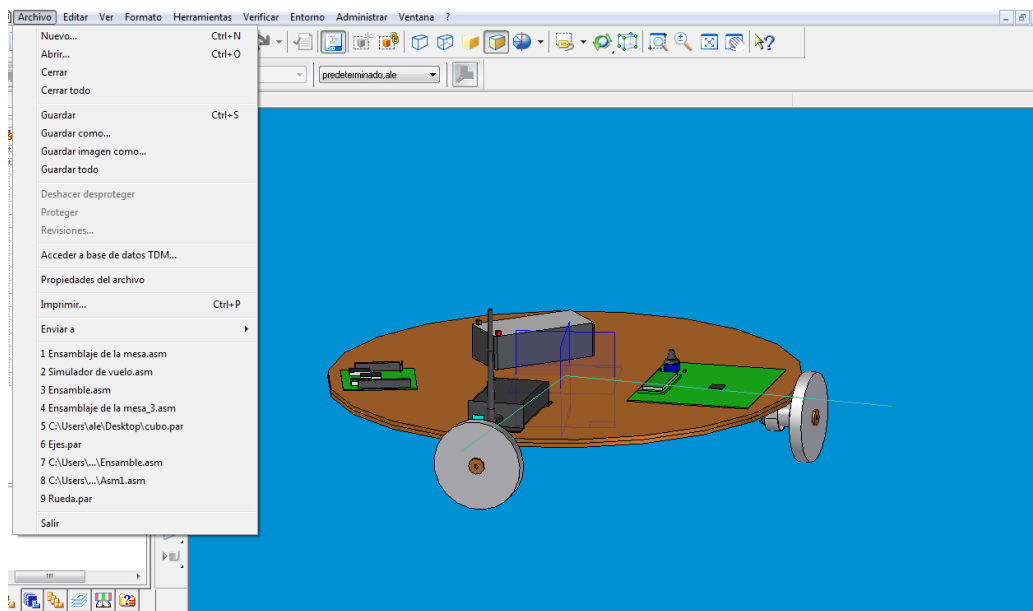 Archivo Editar Ver Formato Herramientas Verificar Entorno Administrar Ventana ?
predeterminado,ale
Nuevo... Ctrl+N
Abrir... Ctrl+O
Cerrar
Cerrar todo
Guardar Ctrl+S
Guardar como...
Guardar imagen como...
Guardar todo
Deshacer desproteger
Proteger
Revisiones...
Acceder a base de datos TDM...
Propiedades del archivo
Imprimir... Ctrl+P
Enviar a
1 Ensamblaje de la mesa.asm
2 Simulador de vuelo.asm
3 Ensamble.asm
4 Ensamblaje de la mesa_3.asm
5 C:\Users\ale\Desktop\cubo.par
6 Ejes.par
7 C:\Users\...\Ensamble.asm
8 C:\Users\...\Asm1.asm
9 Rueda.par
Salir